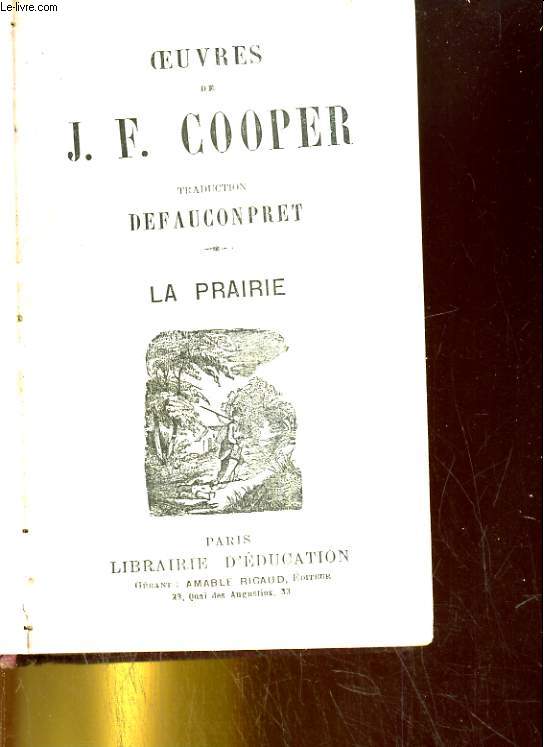 Le-livre.com
ŒUVRES
DE
J. F. COOPER
TRADUCTION
DEFAUCONPRET
LA PRAIRIE
PARIS
LIBRAIRIE D'ÉDUCATION
GÉRANT : AMABLE RIGAUD, ÉDITEUR
Quai des Augustins, 33